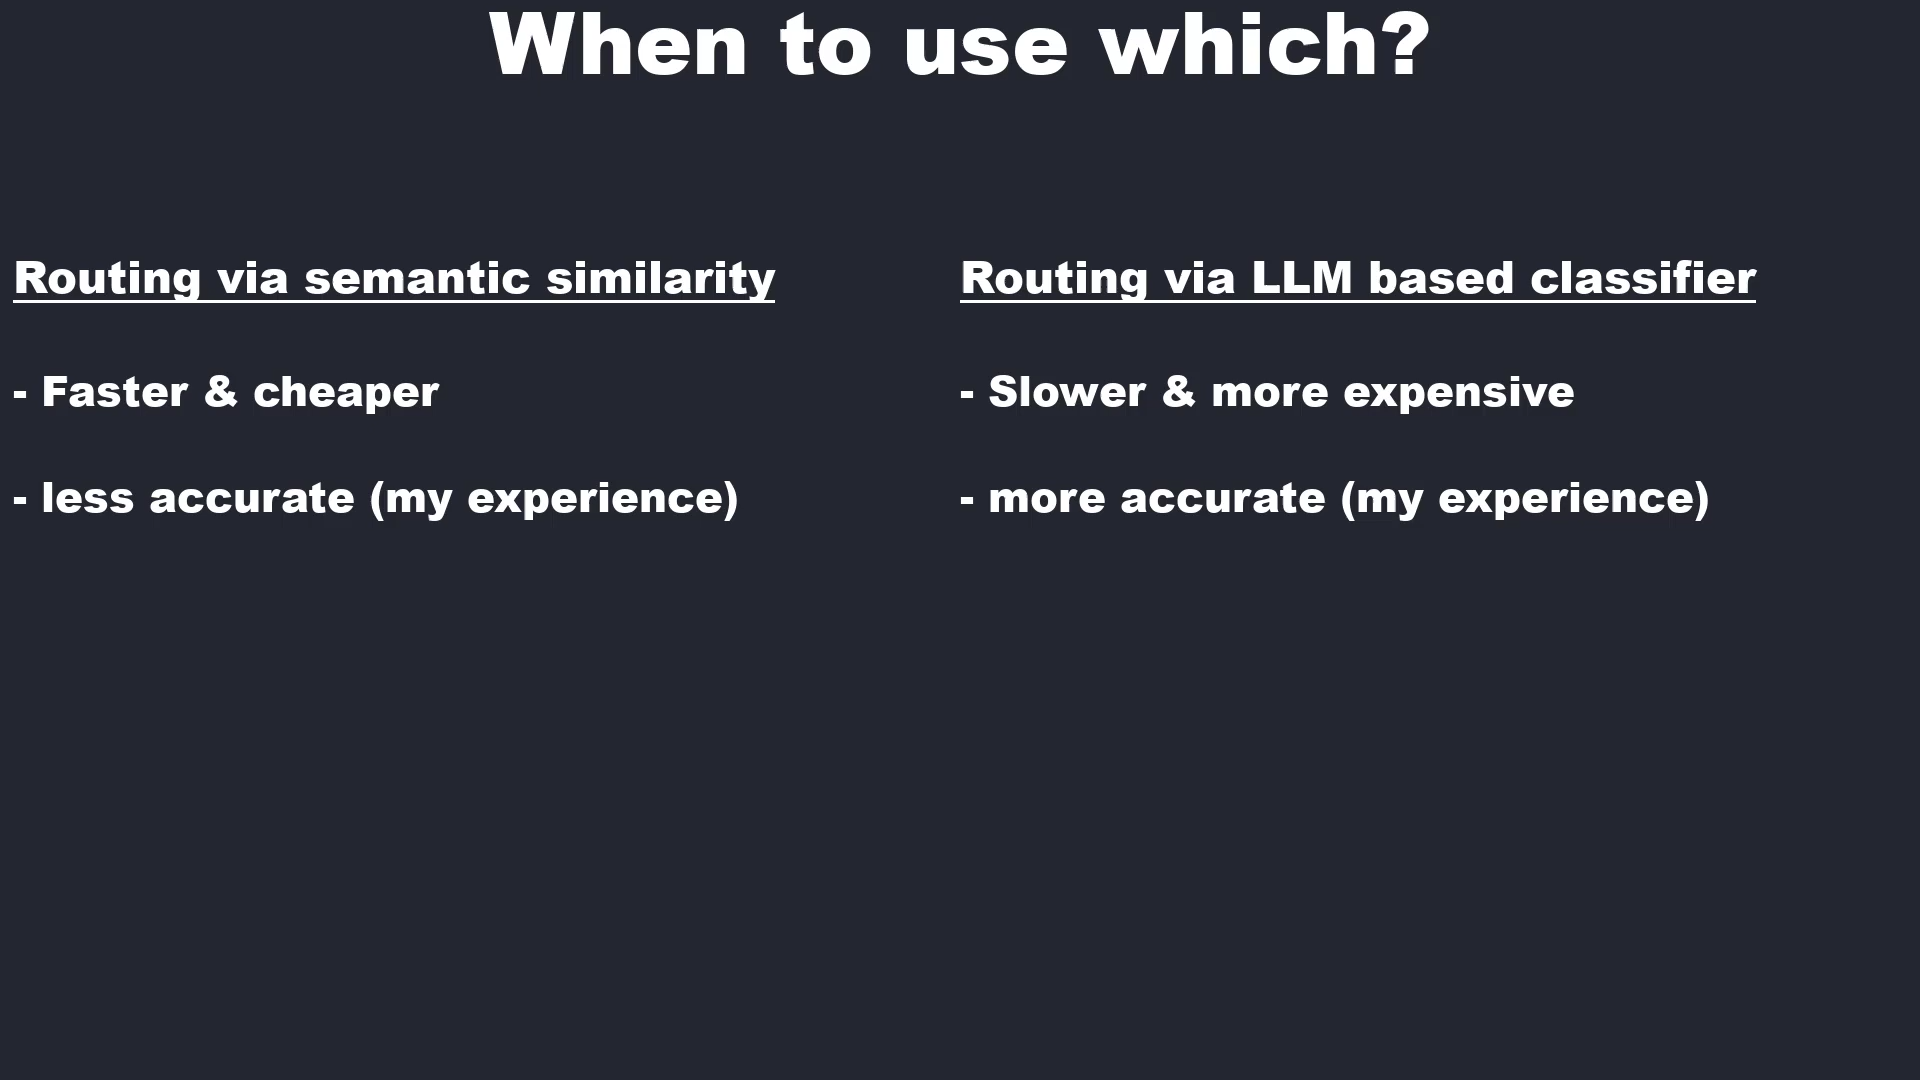 When to use which?
Routing via semantic similarity
- Faster & cheaper
- less accurate (my experience)
Routing via LLM based classifier
- Slower & more expensive
- more accurate (my experience)